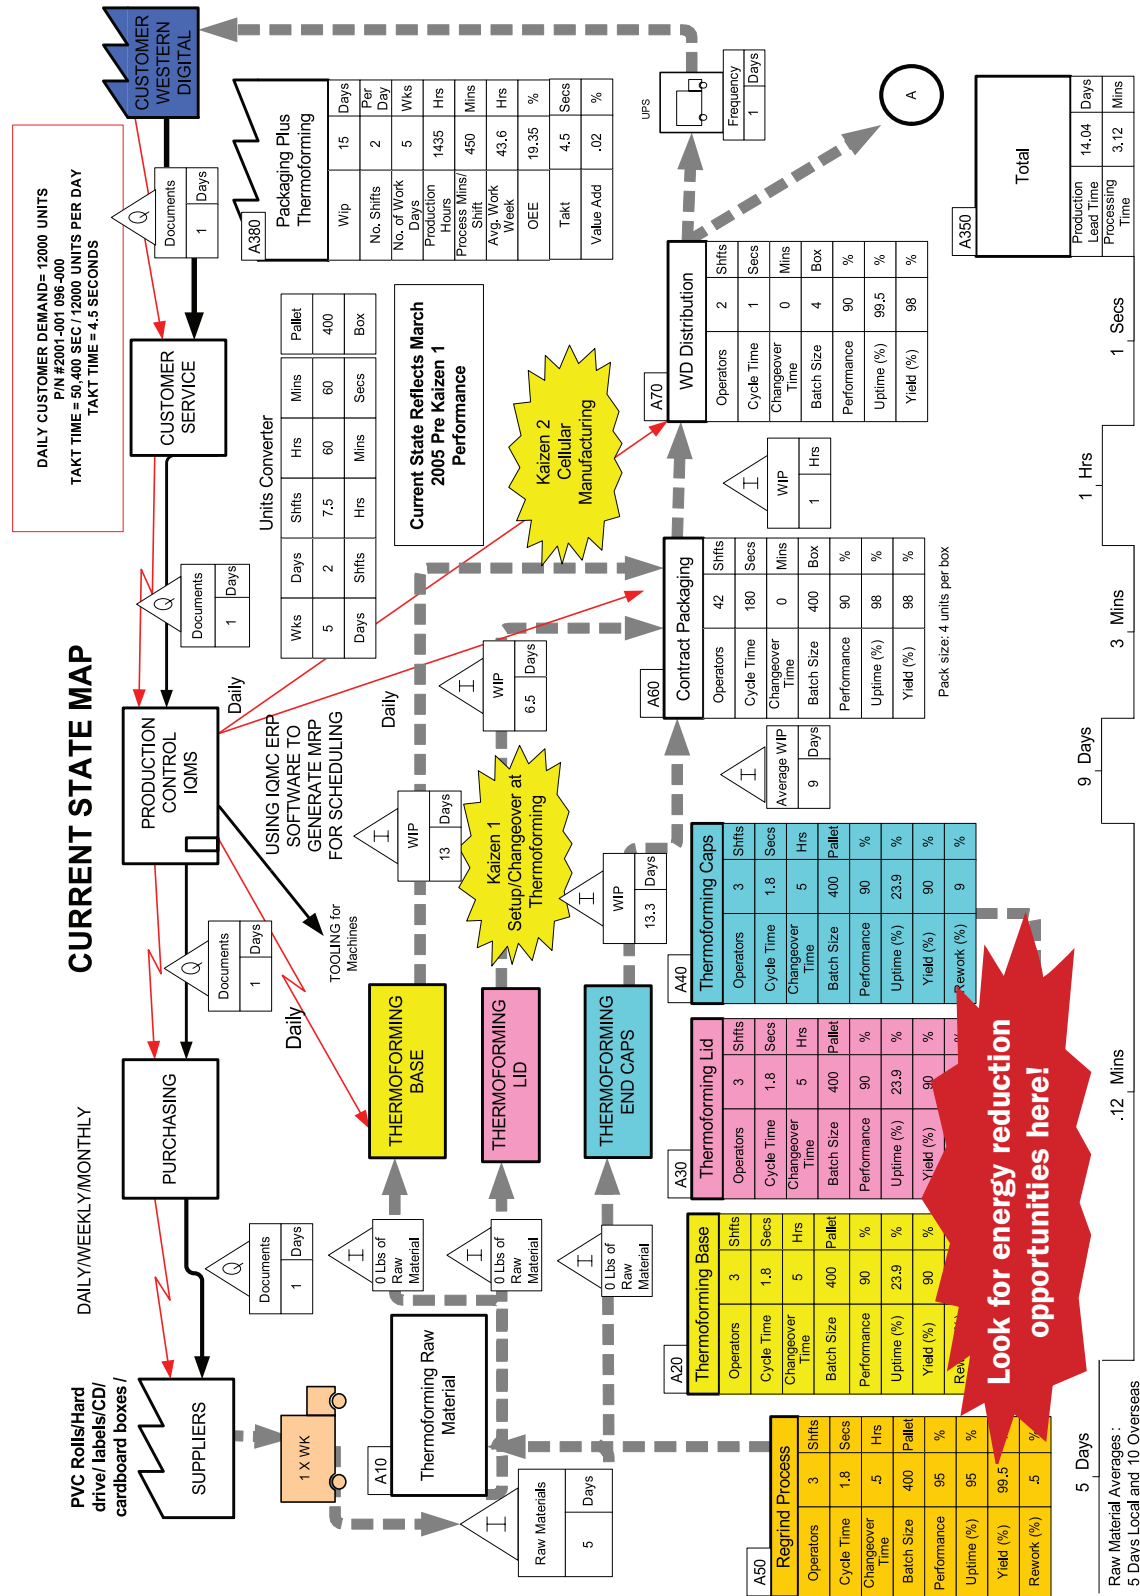 CURRENT STATE MAP
DAILY CUSTOMER DEMAND= 12000 UNITS
P/N #2001-001 096-000
TAKT TIME = 50,400 SEC / 12000 UNITS PER DAY
TAKT TIME = 4.5 SECONDS
DAILY/WEEKLY/MONTHLY
PVC Rolls/Hard
drive/ labels/CD/
cardboard boxes /
SUPPLIERS
PURCHASING
PRODUCTION
CONTROL
IQMS
CUSTOMER
SERVICE
CUSTOMER
WESTERN
DIGITAL
Q
Documents
1 Days
Q
Documents
1 Days
Q
Documents
1 Days
Q
Documents
1 Days
1 X WK
Daily
TOOLING for
Machines
USING IQMC ERP
SOFTWARE TO
GENERATE MRP
FOR SCHEDULING
Daily
Daily
Units Converter
Wks Days Shfts Hrs Mins Pallet
5 2 7.5 60 60 400
Days Shfts Hrs Mins Secs Box
Current State Reflects March
2005 Pre Kaizen 1
Performance
A380
Packaging Plus
Thermoforming
Wip 15 Days
No. Shifts 2 Per Day
No. of Work Days 5 Wks
Production Hours 1435 Hrs
Process Mins/ Shift 450 Mins
Avg. Work Week 43.6 Hrs
OEE 19.35 %
Takt 4.5 Secs
Value Add .02 %
A10
Thermoforming Raw
Material
I
Raw Materials
5 Days
I
0 Lbs of
Raw
Material
I
0 Lbs of
Raw
Material
I
0 Lbs of
Raw
Material
THERMOFORMING
BASE
THERMOFORMING
LID
THERMOFORMING
END CAPS
I
WIP
13 Days
I
WIP
6.5 Days
I
WIP
13.3 Days
Kaizen 1
Setup/Changeover at
Thermoforming
Kaizen 2
Cellular
Manufacturing
UPS
Frequency
1 Days
A
A50
Regrind Process
Operators 3 Shfts
Cycle Time 1.8 Secs
Changeover Time .5 Hrs
Batch Size 400 Pallet
Performance 95 %
Uptime (%) 95 %
Yield (%) 99.5 %
Rework (%) .5 %
A20
Thermoforming Base
Operators 3 Shfts
Cycle Time 1.8 Secs
Changeover Time 5 Hrs
Batch Size 400 Pallet
Performance 90 %
Uptime (%) 23.9 %
Yield (%) 90 %
A30
Thermoforming Lid
Operators 3 Shfts
Cycle Time 1.8 Secs
Changeover Time 5 Hrs
Batch Size 400 Pallet
Performance 90 %
Uptime (%) 23.9 %
Yield (%) 90 %
A40
Thermoforming Caps
Operators 3 Shfts
Cycle Time 1.8 Secs
Changeover Time 5 Hrs
Batch Size 400 Pallet
Performance 90 %
Uptime (%) 23.9 %
Yield (%) 90 %
Rework (%) 9 %
I
Average WIP
9 Days
A60
Contract Packaging
Operators 42 Shfts
Cycle Time 180 Secs
Changeover Time 0 Mins
Batch Size 400 Box
Performance 90 %
Uptime (%) 98 %
Yield (%) 98 %
Pack size: 4 units per box
I
WIP
1 Hrs
A70
WD Distribution
Operators 2 Shfts
Cycle Time 1 Secs
Changeover Time 0 Mins
Batch Size 4 Box
Performance 90 %
Uptime (%) 99.5 %
Yield (%) 98 %
A350
Total
Production Lead Time 14.04 Days
Processing Time 3.12 Mins
Look for energy reduction
opportunities here!
5 Days .12 Mins 9 Days 3 Mins 1 Hrs 1 Secs
Raw Material Averages :
5 Days Local and 10 Overseas